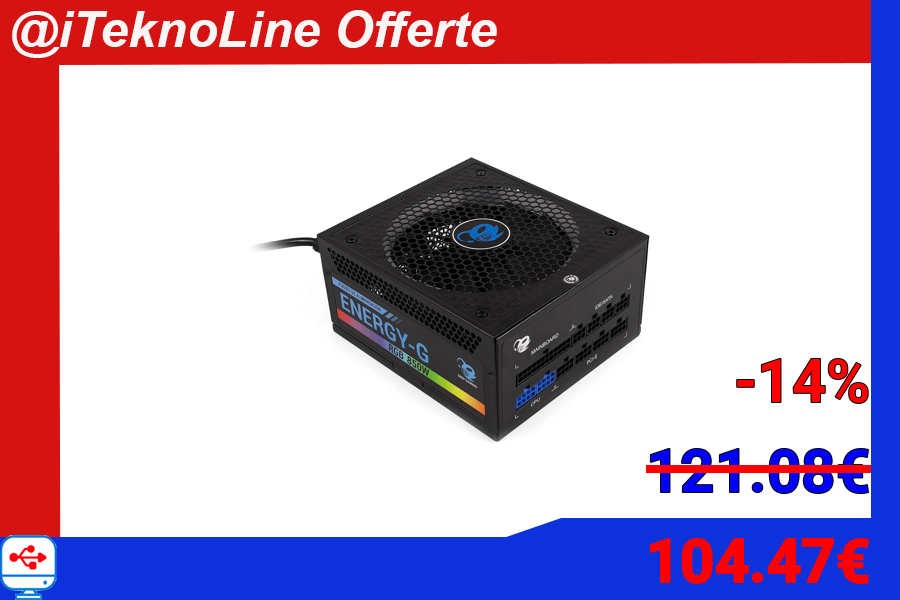 @iTeknoLine Offerte
ENERGY-G
RGB 850W
MAINBOARD
IDE/SATA
CPU
PCI-E
-14%
121.08€
104.47€